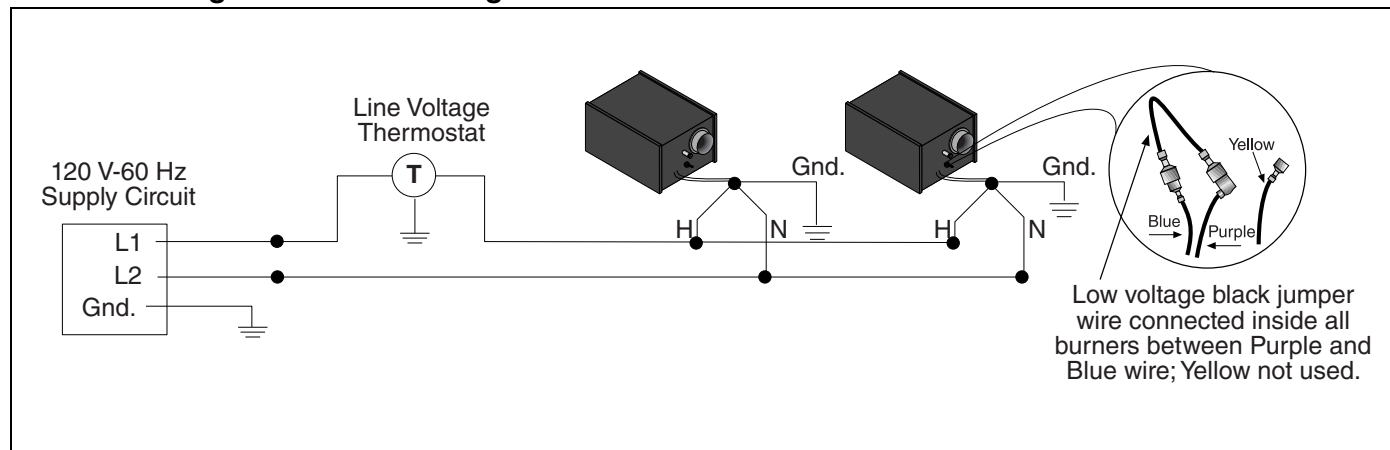 Line Voltage
Thermostat
T
120 V-60 Hz
Supply Circuit
L1
L2
Gnd.
H
N
Gnd.
H
N
Gnd.
Yellow
Blue
Purple
Low voltage black jumper
wire connected inside all
burners between Purple and
Blue wire; Yellow not used.